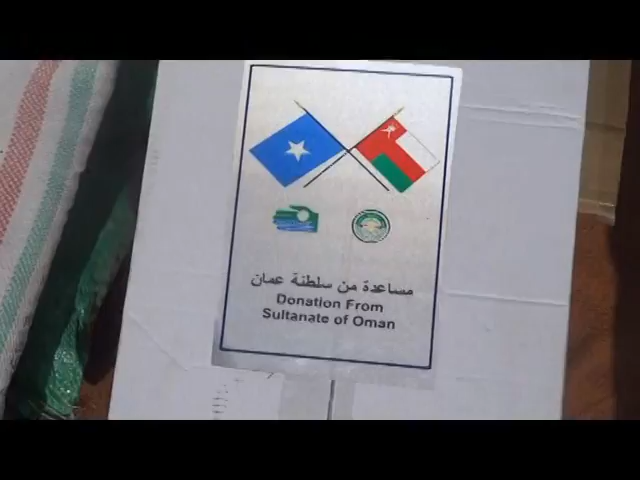 مساعدة من سلطنة عمان
Donation From
Sultanate of Oman